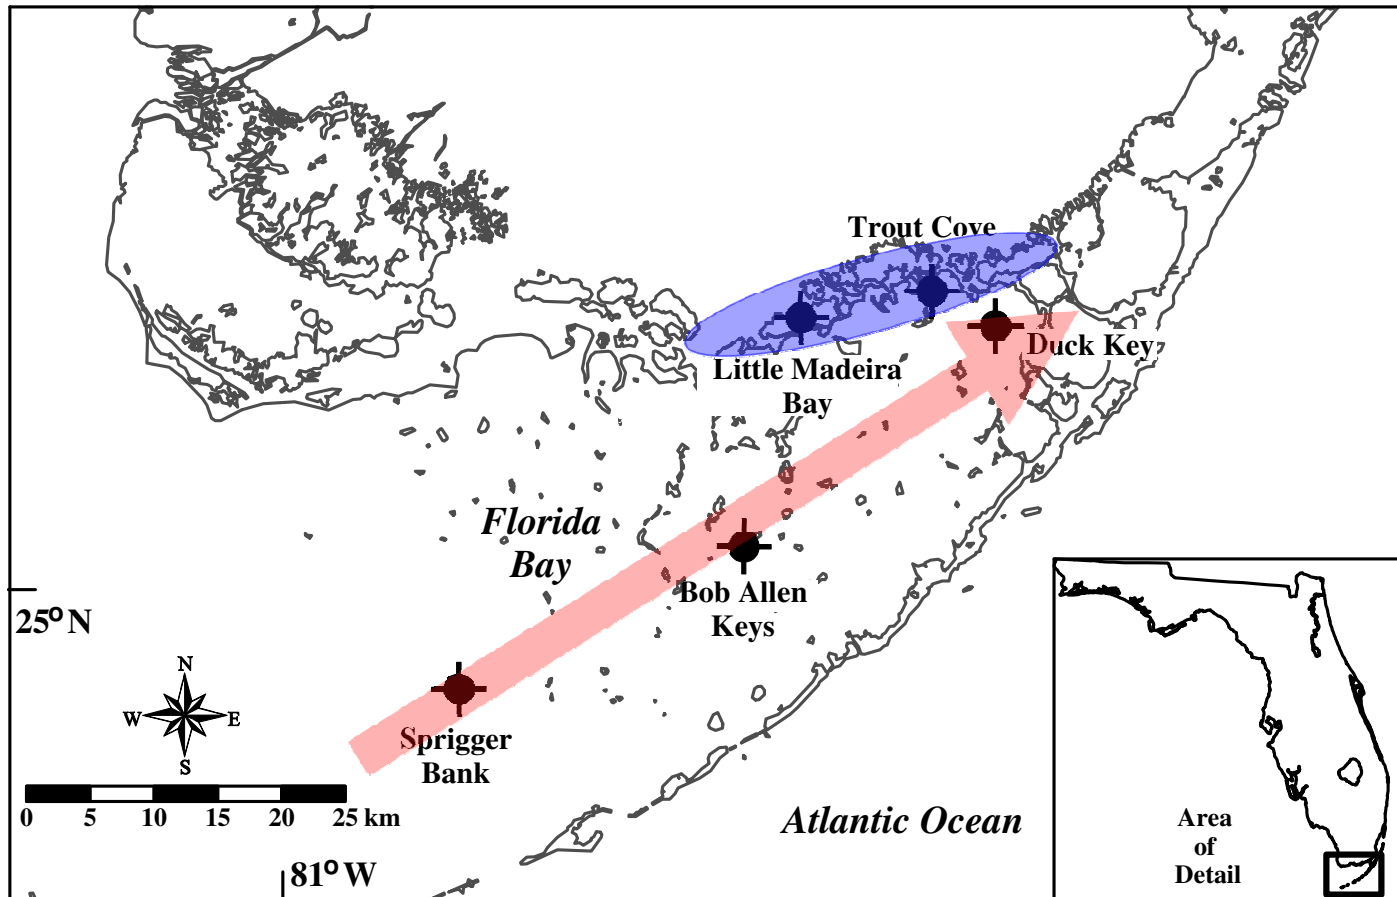 Trout Cove
Duck Key
Little Madeira
Bay
Florida
Bay
Bob Allen
Keys
25° N
N
W E
S
Sprigger
Bank
0 5 10 15 20 25 km
Atlantic Ocean
81° W
Area
of
Detail